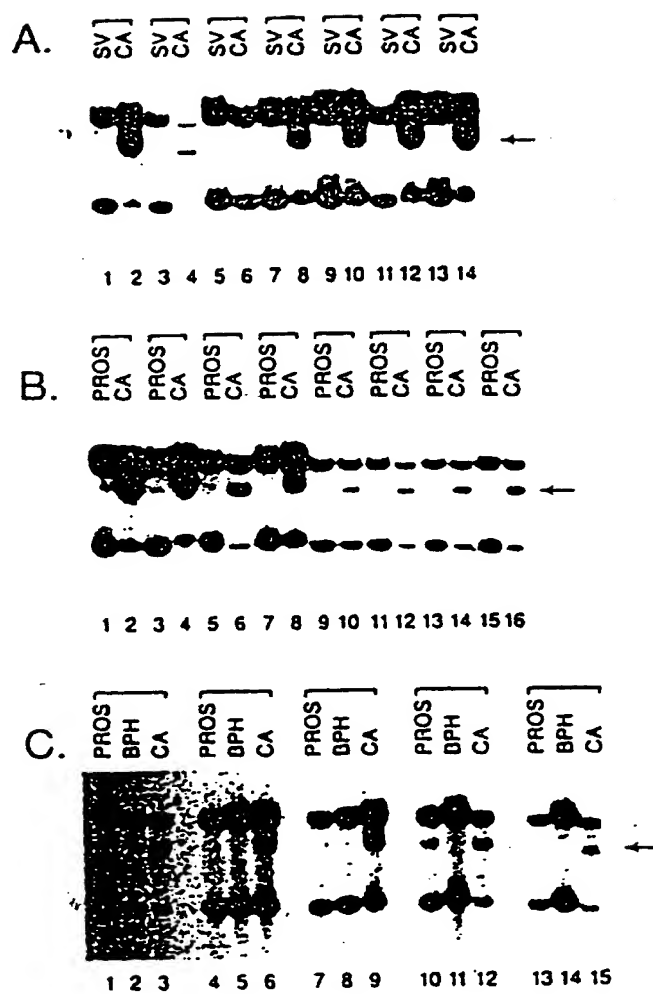 A. SV CA SV CA SV CA SV CA SV CA SV CA SV CA
1 2 3 4 5 6 7 8 9 10 11 12 13 14
B. PROS CA PROS CA PROS CA PROS CA PROS CA PROS CA PROS CA PROS CA
1 2 3 4 5 6 7 8 9 10 11 12 13 14 15 16
C. PROS BPH CA PROS BPH CA PROS BPH CA PROS BPH CA PROS BPH CA
1 2 3 4 5 6 7 8 9 10 11 12 13 14 15